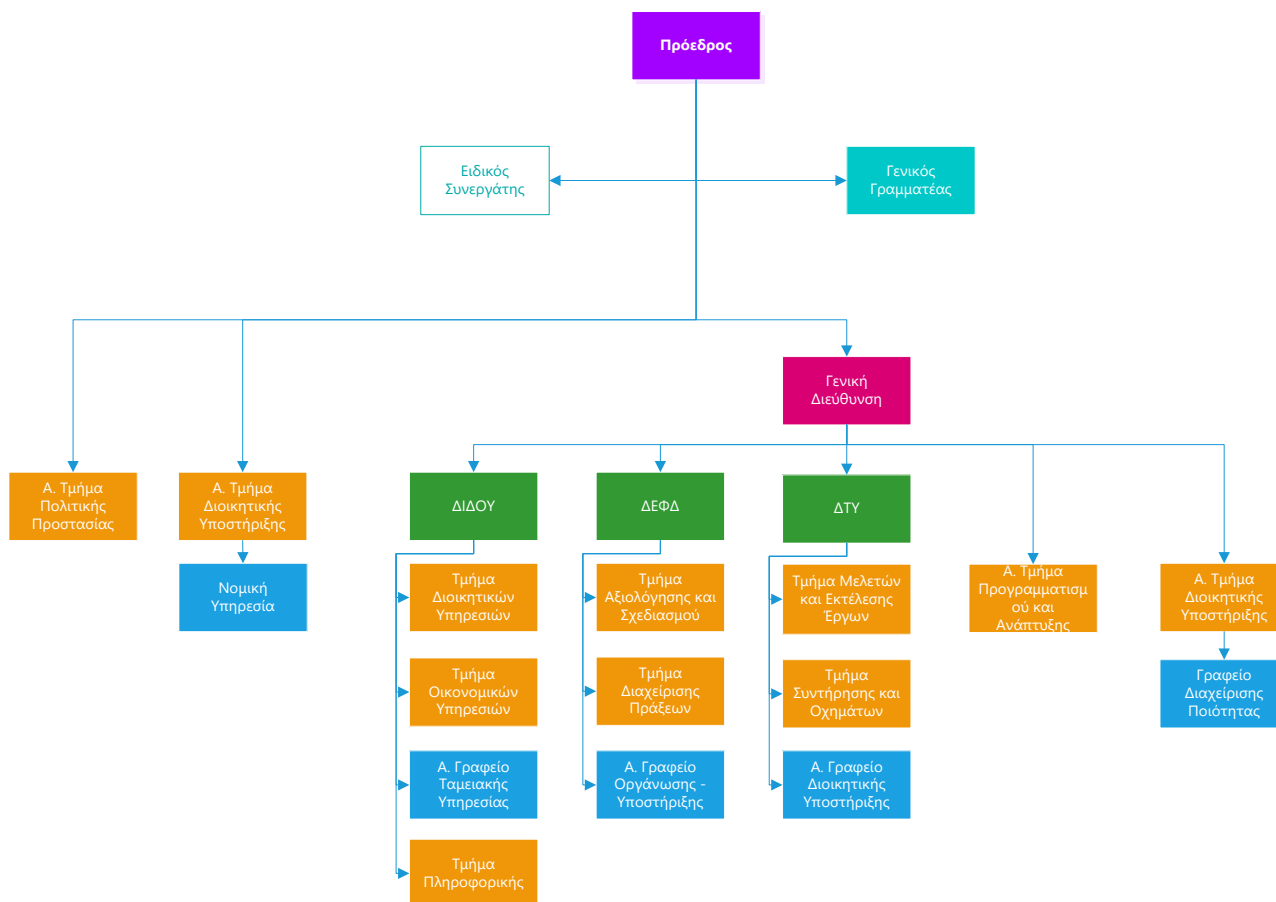 Πρόεδρος
Ειδικός
Συνεργάτης
Γενικός
Γραμματέας
Γενική
Διεύθυνση
Α. Τμήμα
Πολιτικής
Προστασίας
Α. Τμήμα
Διοικητικής
Υποστήριξης
ΔΙΔΟΥ
ΔΕΦΔ
ΔΤΥ
Νομική
Υπηρεσία
Τμήμα
Διοικητικών
Υπηρεσιών
Τμήμα
Αξιολόγησης και
Σχεδιασμού
Τμήμα Μελετών
και Εκτέλεσης
Έργων
Α. Τμήμα
Προγραμματισμ
ού και
Ανάπτυξης
Α. Τμήμα
Διοικητικής
Υποστήριξης
Τμήμα
Οικονομικών
Υπηρεσιών
Τμήμα
Διαχείρισης
Πράξεων
Τμήμα
Συντήρησης και
Οχημάτων
Γραφείο
Διαχείρισης
Ποιότητας
Α. Γραφείο
Ταμειακής
Υπηρεσίας
Α. Γραφείο
Οργάνωσης -
Υποστήριξης
Α. Γραφείο
Διοικητικής
Υποστήριξης
Τμήμα
Πληροφορικής